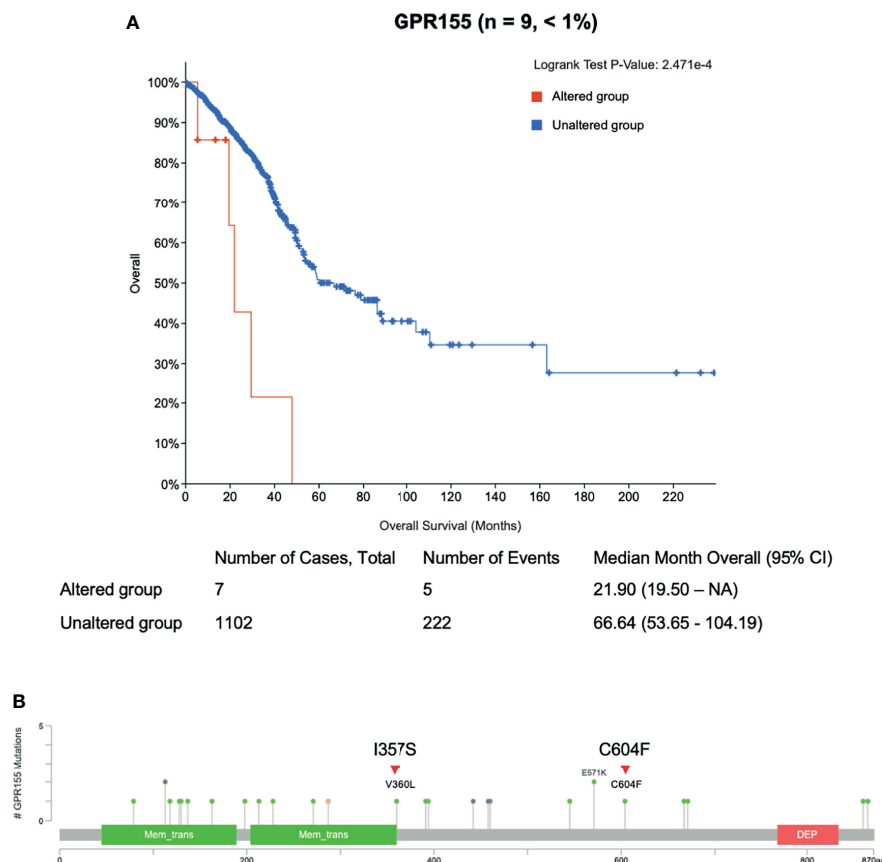 A
GPR155 (n = 9, < 1%)
Logrank Test P-Value: 2.471e-4
Altered group
Unaltered group
100%
90%
80%
70%
60%
50%
40%
30%
20%
10%
0%
Overall
0 20 40 60 80 100 120 140 160 180 200 220
Overall Survival (Months)
Number of Cases, Total Number of Events Median Month Overall (95% CI)
Altered group 7 5 21.90 (19.50 – NA)
Unaltered group 1102 222 66.64 (53.65 - 104.19)
B
# GPR155 Mutations
5
0
I357S C604F
V360L E571K C604F
Mem_trans Mem_trans DEP
0 200 400 600 800 870aa